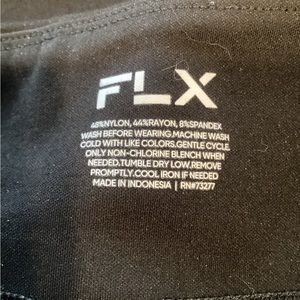 FLX
48%NYLON, 44%RAYON, 8%SPANDEX
WASH BEFORE WEARING.MACHINE WASH
COLD WITH LIKE COLORS.GENTLE CYCLE.
ONLY NON-CHLORINE BLENCH WHEN
NEEDED.TUMBLE DRY LOW.REMOVE
PROMPTLY.COOL IRON IF NEEDED
MADE IN INDONESIA | RN#73277